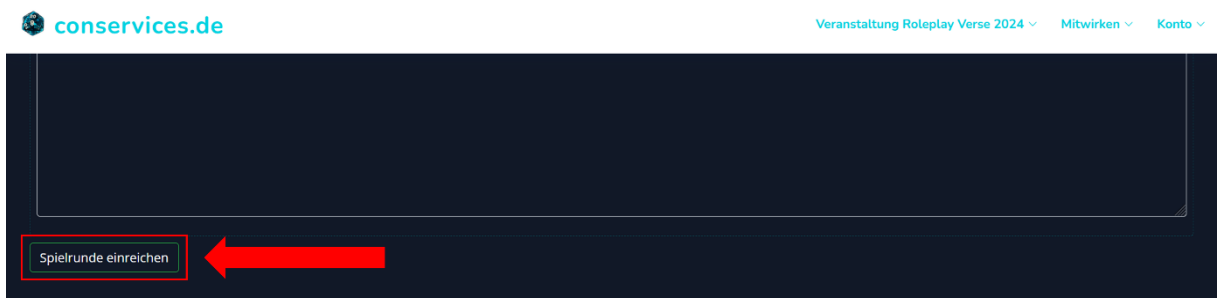 conservices.de
Veranstaltung Roleplay Verse 2024 Mitwirken Konto
Spielrunde einreichen